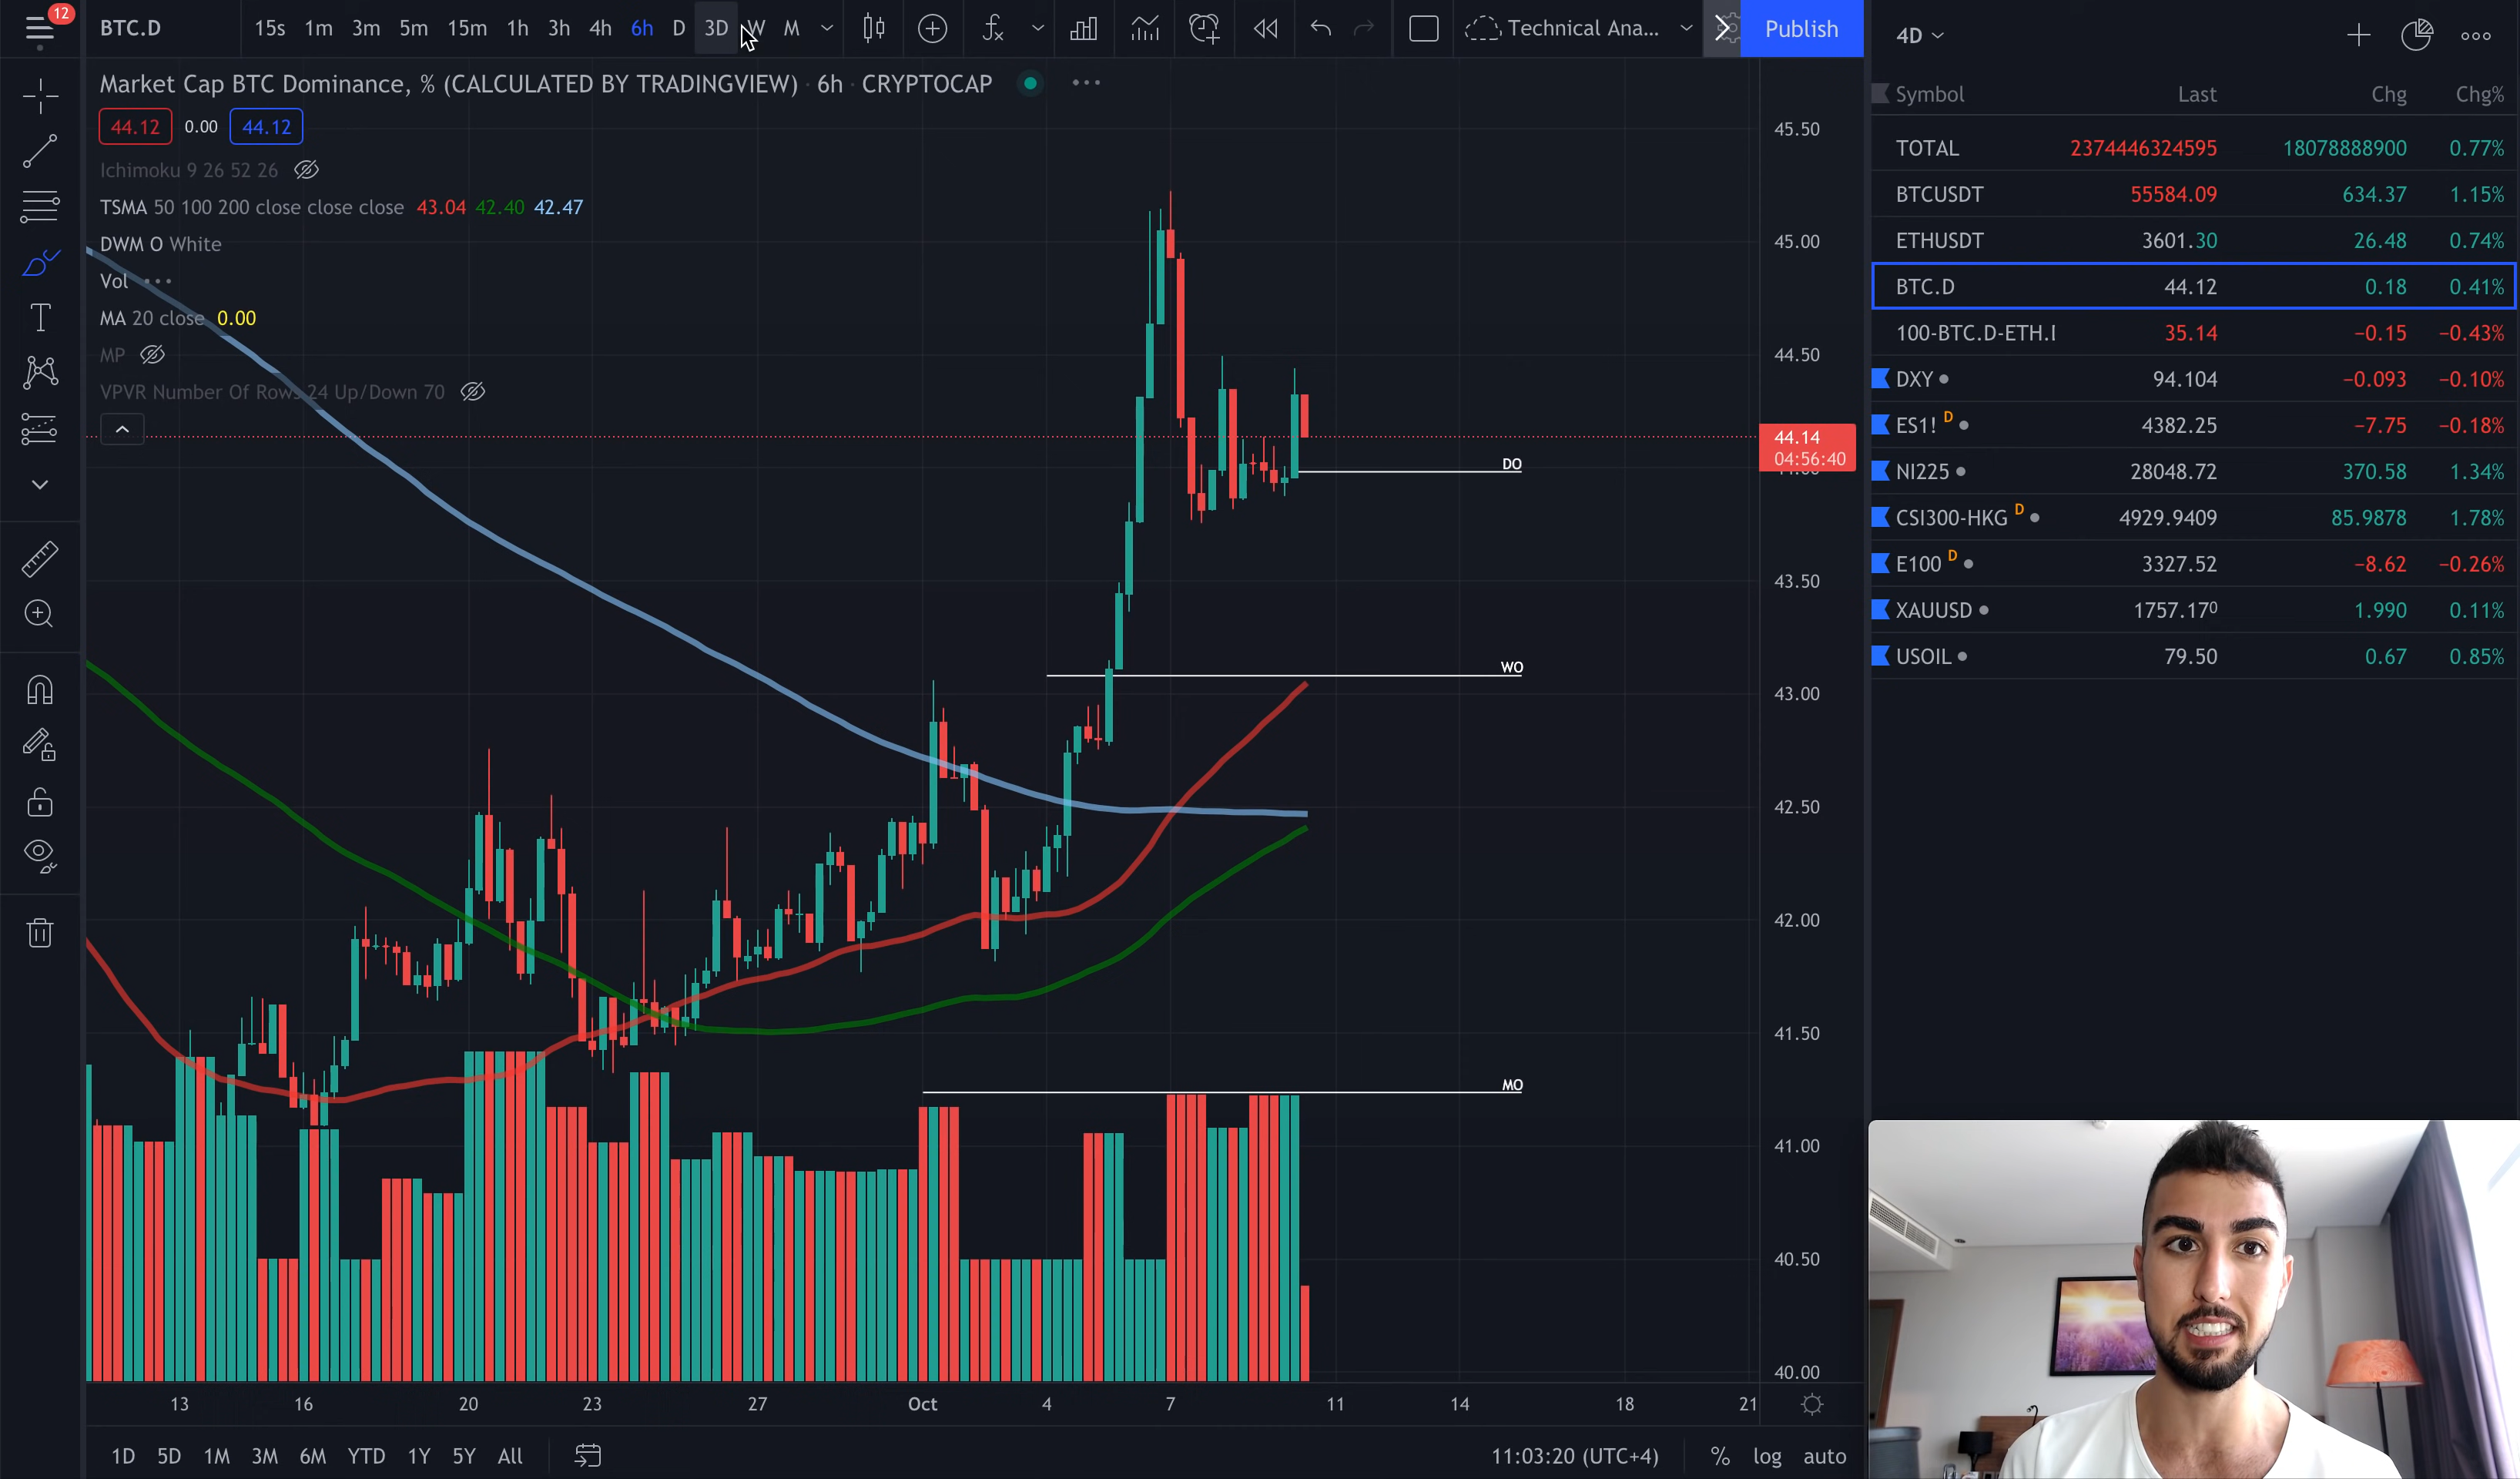 12
BTC.D 15s 1m 3m 5m 15m 1h 3h 4h 6h D 3D W M Technical Ana... Publish
Market Cap BTC Dominance, % (CALCULATED BY TRADINGVIEW) · 6h · CRYPTOCAP
44.12 0.00 44.12
Ichimoku 9 26 52 26
TSMA 50 100 200 close close close 43.04 42.40 42.47
DWM O White
Vol
MA 20 close 0.00
MP
VPVR Number Of Rows 24 Up/Down 70
DO
WO
MO
45.50
45.00
44.50
44.14
04:56:40
43.50
43.00
42.50
42.00
41.50
41.00
40.50
40.00
13 16 20 23 27 Oct 4 7 11 14 18 21
1D 5D 1M 3M 6M YTD 1Y 5Y All 11:03:20 (UTC+4) % log auto
4D
Symbol Last Chg Chg%
TOTAL 2374446324595 18078888900 0.77%
BTCUSDT 55584.09 634.37 1.15%
ETHUSDT 3601.30 26.48 0.74%
BTC.D 44.12 0.18 0.41%
100-BTC.D-ETH.I 35.14 −0.15 −0.43%
DXY 94.104 −0.093 −0.10%
ES1! D 4382.25 −7.75 −0.18%
NI225 28048.72 370.58 1.34%
CSI300-HKG D 4929.9409 85.9878 1.78%
E100 D 3327.52 −8.62 −0.26%
XAUUSD 1757.170 1.990 0.11%
USOIL 79.50 0.67 0.85%